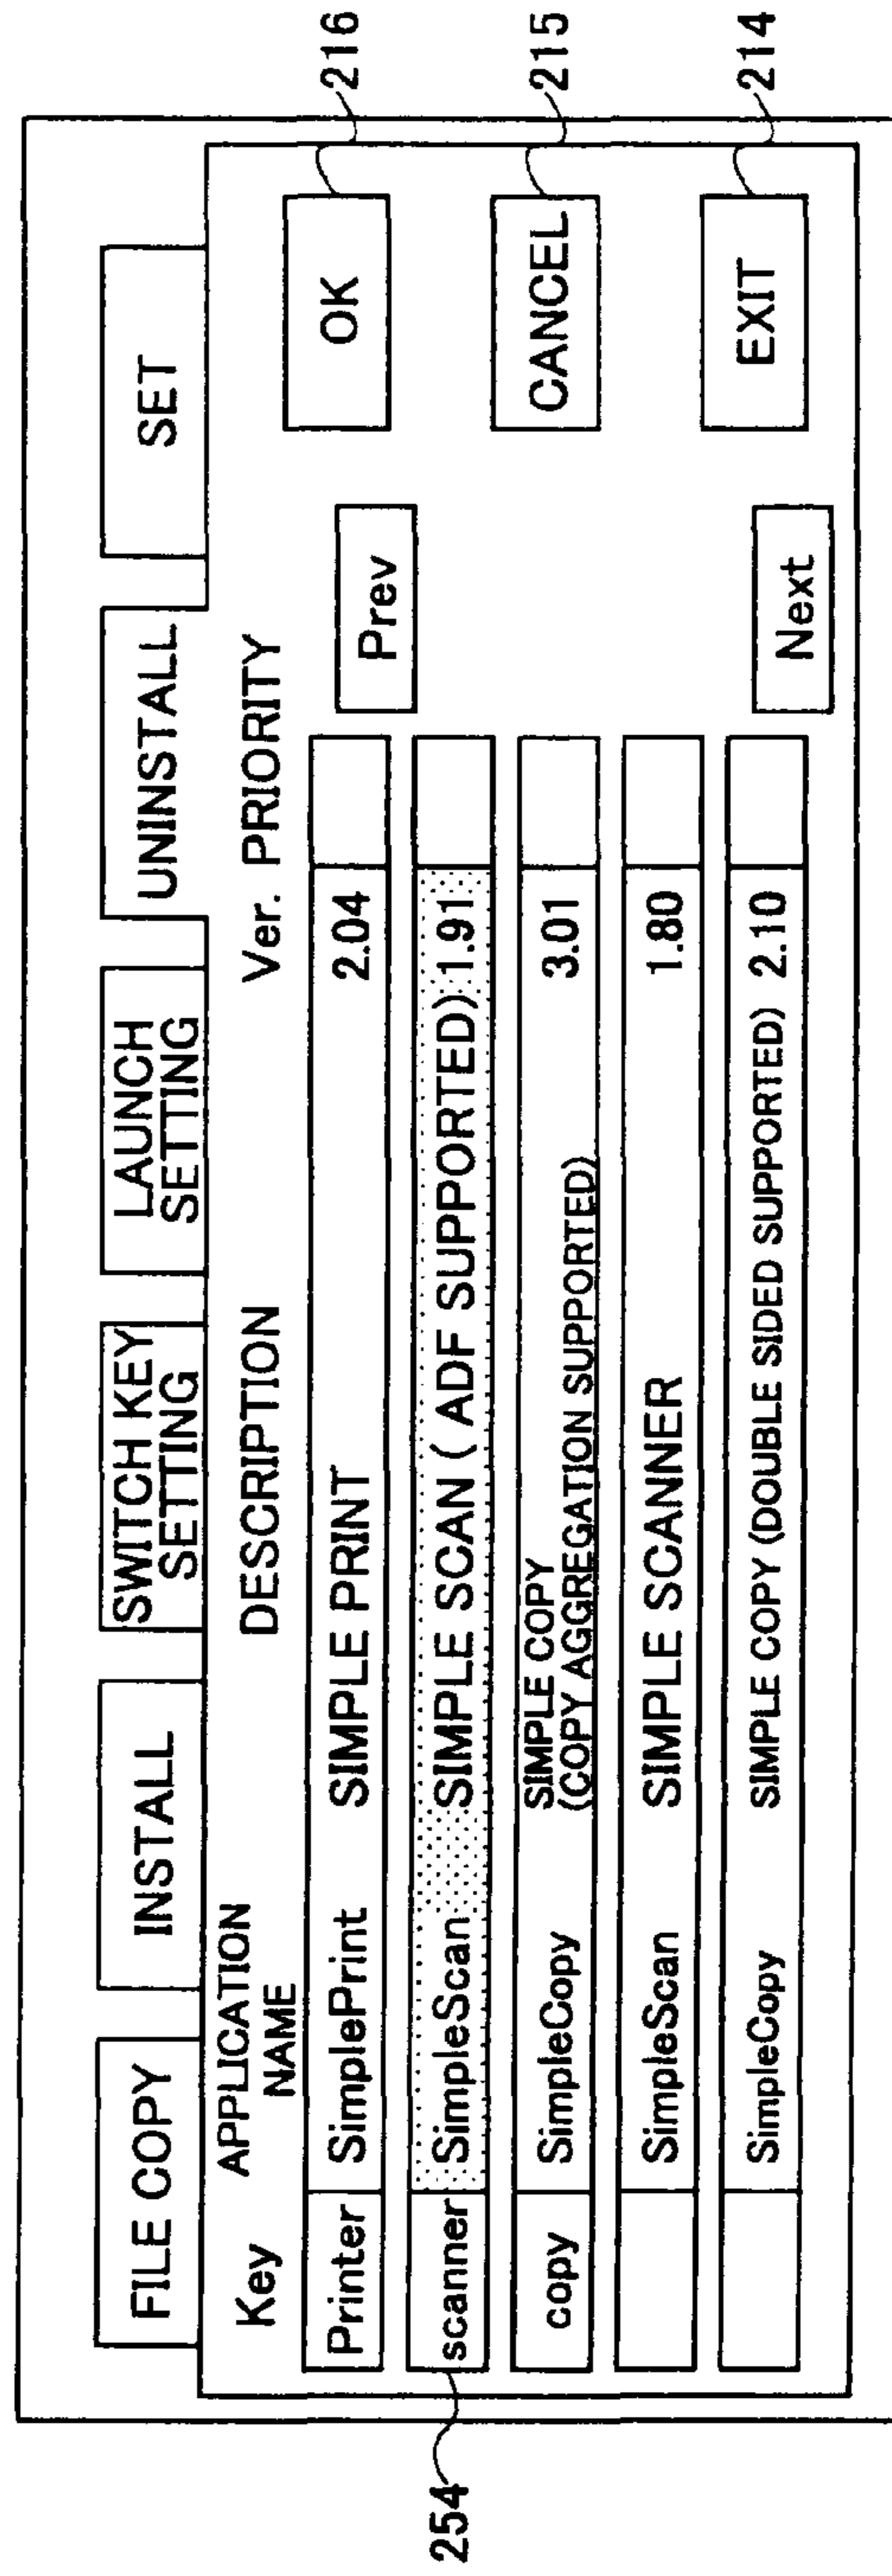 FILE COPY
INSTALL
SWITCH KEY
SETTING
LAUNCH
SETTING
UNINSTALL
SET
Key
APPLICATION
NAME
DESCRIPTION
Ver.
PRIORITY
Printer SimplePrint SIMPLE PRINT 2.04
scanner SimpleScan SIMPLE SCAN ( ADF SUPPORTED) 1.91
copy SimpleCopy SIMPLE COPY
(COPY AGGREGATION SUPPORTED) 3.01
SimpleScan SIMPLE SCANNER 1.80
SimpleCopy SIMPLE COPY (DOUBLE SIDED SUPPORTED) 2.10
Prev
Next
OK
CANCEL
EXIT
216
215
214
254